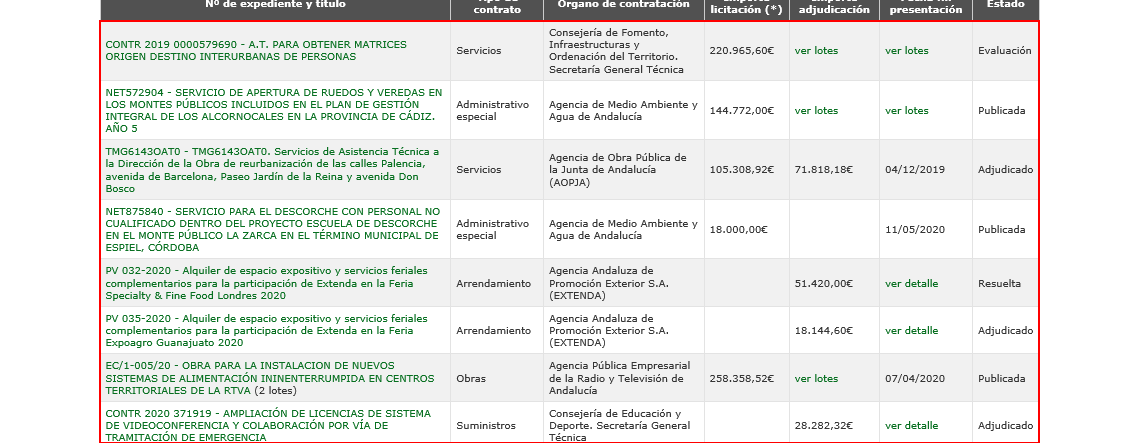 Nº de expediente y título
contrato
Órgano de contratación
licitación (*)
adjudicación
presentación
Estado
CONTR 2019 0000579690 - A.T. PARA OBTENER MATRICES
ORIGEN DESTINO INTERURBANAS DE PERSONAS
Servicios
Consejería de Fomento,
Infraestructuras y
Ordenación del Territorio.
Secretaría General Técnica
220.965,60€
ver lotes
ver lotes
Evaluación
NET572904 - SERVICIO DE APERTURA DE RUEDOS Y VEREDAS EN
LOS MONTES PÚBLICOS INCLUIDOS EN EL PLAN DE GESTIÓN
INTEGRAL DE LOS ALCORNOCALES EN LA PROVINCIA DE CÁDIZ.
AÑO 5
Administrativo
especial
Agencia de Medio Ambiente y
Agua de Andalucía
144.772,00€
ver lotes
ver lotes
Publicada
TMG6143OAT0 - TMG6143OAT0. Servicios de Asistencia Técnica a
la Dirección de la Obra de reurbanización de las calles Palencia,
avenida de Barcelona, Paseo Jardín de la Reina y avenida Don
Bosco
Servicios
Agencia de Obra Pública de
la Junta de Andalucía
(AOPJA)
105.308,92€
71.818,18€
04/12/2019
Adjudicado
NET875840 - SERVICIO PARA EL DESCORCHE CON PERSONAL NO
CUALIFICADO DENTRO DEL PROYECTO ESCUELA DE DESCORCHE
EN EL MONTE PÚBLICO LA ZARCA EN EL TÉRMINO MUNICIPAL DE
ESPIEL, CÓRDOBA
Administrativo
especial
Agencia de Medio Ambiente y
Agua de Andalucía
18.000,00€
11/05/2020
Publicada
PV 032-2020 - Alquiler de espacio expositivo y servicios feriales
complementarios para la participación de Extenda en la Feria
Specialty & Fine Food Londres 2020
Arrendamiento
Agencia Andaluza de
Promoción Exterior S.A.
(EXTENDA)
51.420,00€
ver detalle
Resuelta
PV 035-2020 - Alquiler de espacio expositivo y servicios feriales
complementarios para la participación de Extenda en la Feria
Expoagro Guanajuato 2020
Arrendamiento
Agencia Andaluza de
Promoción Exterior S.A.
(EXTENDA)
18.144,60€
ver detalle
Adjudicado
EC/1-005/20 - OBRA PARA LA INSTALACION DE NUEVOS
SISTEMAS DE ALIMENTACIÓN ININENTERRUMPIDA EN CENTROS
TERRITORIALES DE LA RTVA (2 lotes)
Obras
Agencia Pública Empresarial
de la Radio y Televisión de
Andalucía
258.358,52€
ver lotes
07/04/2020
Publicada
CONTR 2020 371919 - AMPLIACIÓN DE LICENCIAS DE SISTEMA
DE VIDEOCONFERENCIA Y COLABORACIÓN POR VÍA DE
TRAMITACIÓN DE EMERGENCIA
Suministros
Consejería de Educación y
Deporte. Secretaría General
Técnica
28.282,32€
ver detalle
Adjudicado